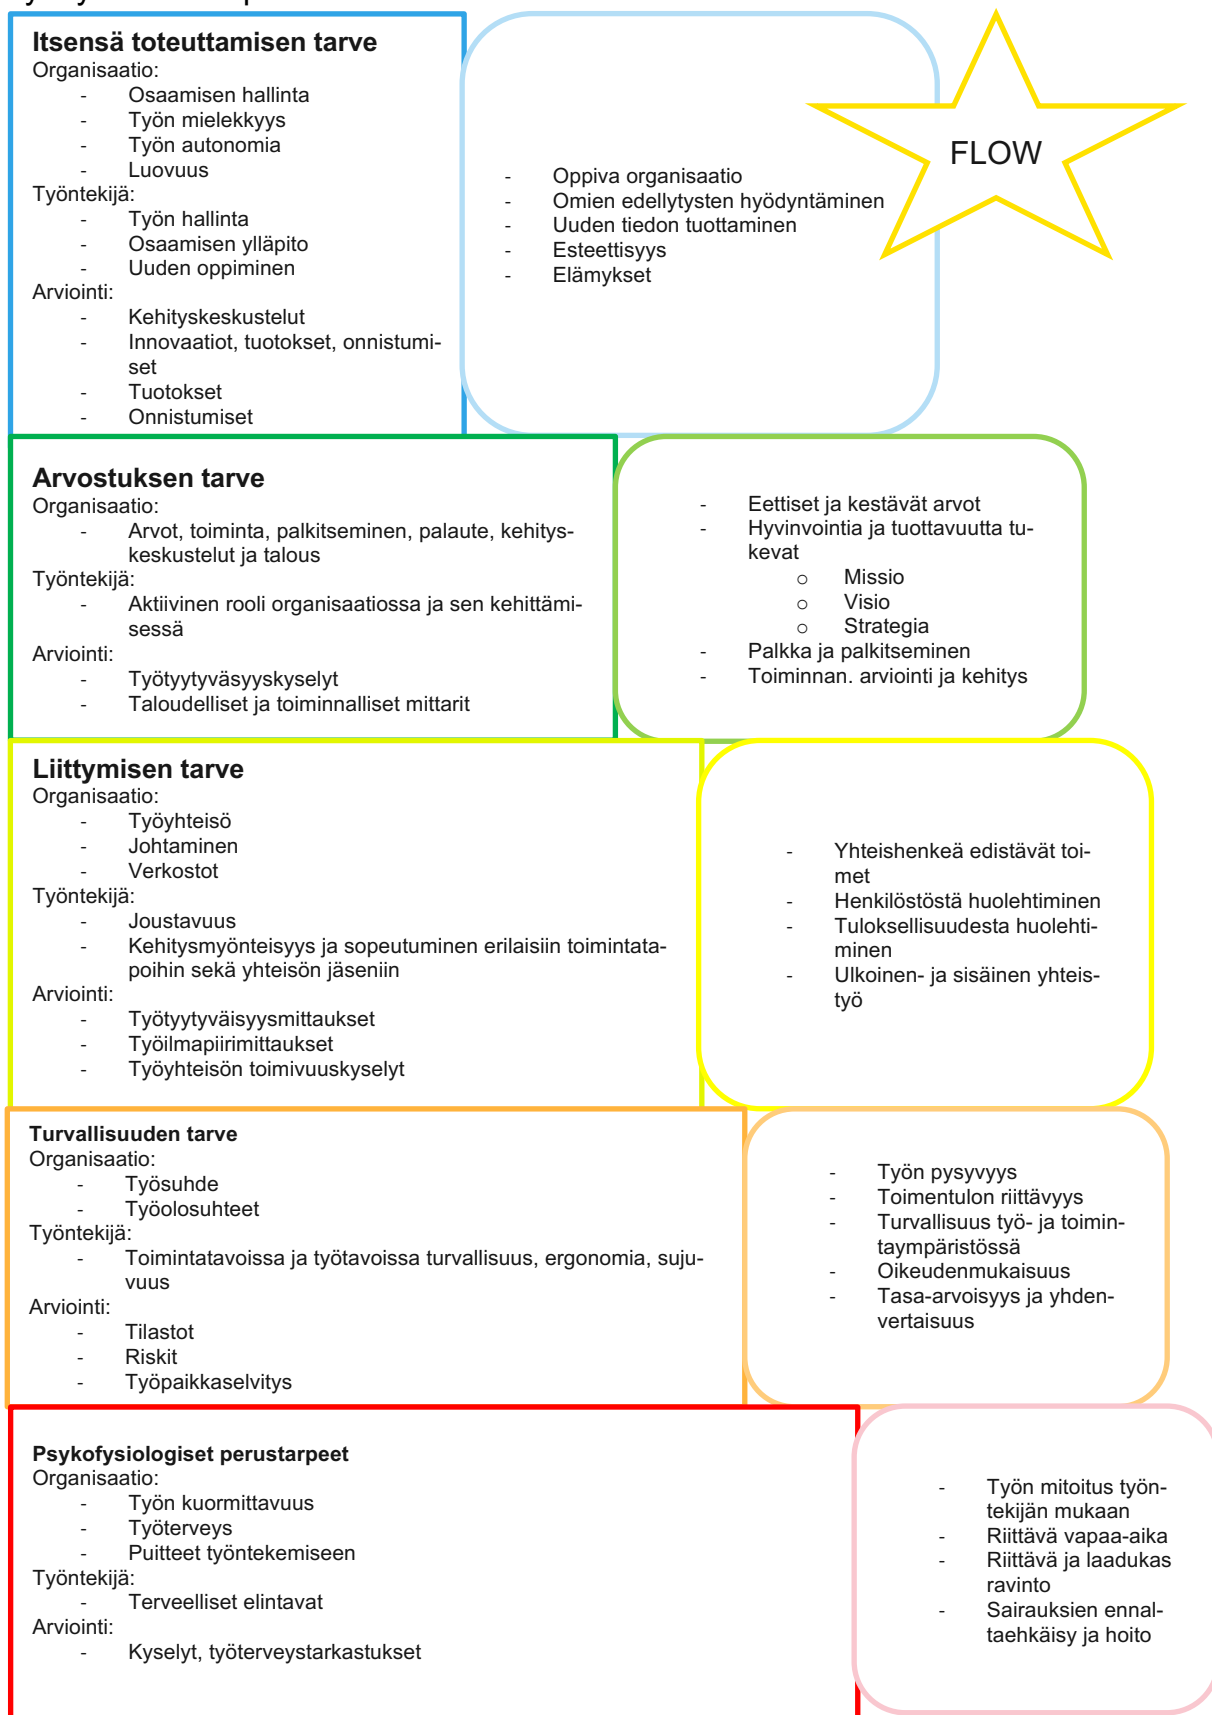 Itsensä toteuttamisen tarve
Organisaatio:
- Osaamisen hallinta
- Työn mielekkyys
- Työn autonomia
- Luovuus
Työntekijä:
- Työn hallinta
- Osaamisen ylläpito
- Uuden oppiminen
Arviointi:
- Kehityskeskustelut
- Innovaatiot, tuotokset, onnistumi-
set
- Tuotokset
- Onnistumiset
- Oppiva organisaatio
- Omien edellytysten hyödyntäminen
- Uuden tiedon tuottaminen
- Esteettisyys
- Elämykset
FLOW
Arvostuksen tarve
Organisaatio:
- Arvot, toiminta, palkitseminen, palaute, kehitys-
keskustelut ja talous
Työntekijä:
- Aktiivinen rooli organisaatiossa ja sen kehittämi-
sessä
Arviointi:
- Työtyytyväsyyskyselyt
- Taloudelliset ja toiminnalliset mittarit
- Eettiset ja kestävät arvot
- Hyvinvointia ja tuottavuutta tu-
kevat
o Missio
o Visio
o Strategia
- Palkka ja palkitseminen
- Toiminnan. arviointi ja kehitys
Liittymisen tarve
Organisaatio:
- Työyhteisö
- Johtaminen
- Verkostot
Työntekijä:
- Joustavuus
- Kehitysmyönteisyys ja sopeutuminen erilaisiin toimintata-
poihin sekä yhteisön jäseniin
Arviointi:
- Työtyytyväisyysmittaukset
- Työilmapiirimittaukset
- Työyhteisön toimivuuskyselyt
- Yhteishenkeä edistävät toi-
met
- Henkilöstöstä huolehtiminen
- Tuloksellisuudesta huolehti-
minen
- Ulkoinen- ja sisäinen yhteis-
työ
Turvallisuuden tarve
Organisaatio:
- Työsuhde
- Työolosuhteet
Työntekijä:
- Toimintatavoissa ja työtavoissa turvallisuus, ergonomia, suju-
vuus
Arviointi:
- Tilastot
- Riskit
- Työpaikkaselvitys
- Työn pysyvyys
- Toimentulon riittävyys
- Turvallisuus työ- ja toimin-
taympäristössä
- Oikeudenmukaisuus
- Tasa-arvoisyys ja yhden-
vertaisuus
Psykofysiologiset perustarpeet
Organisaatio:
- Työn kuormittavuus
- Työterveys
- Puitteet työntekemiseen
Työntekijä:
- Terveelliset elintavat
Arviointi:
- Kyselyt, työterveystarkastukset
- Työn mitoitus työn-
tekijän mukaan
- Riittävä vapaa-aika
- Riittävä ja laadukas
ravinto
- Sairauksien ennal-
taehkäisy ja hoito